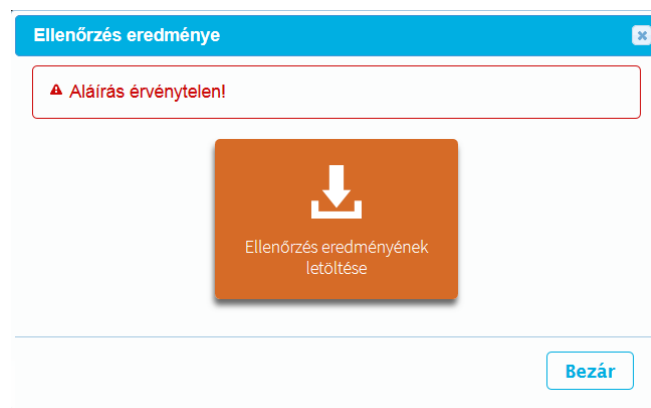 Ellenőrzés eredménye
Aláírás érvénytelen!
Ellenőrzés eredményének
letöltése
Bezár